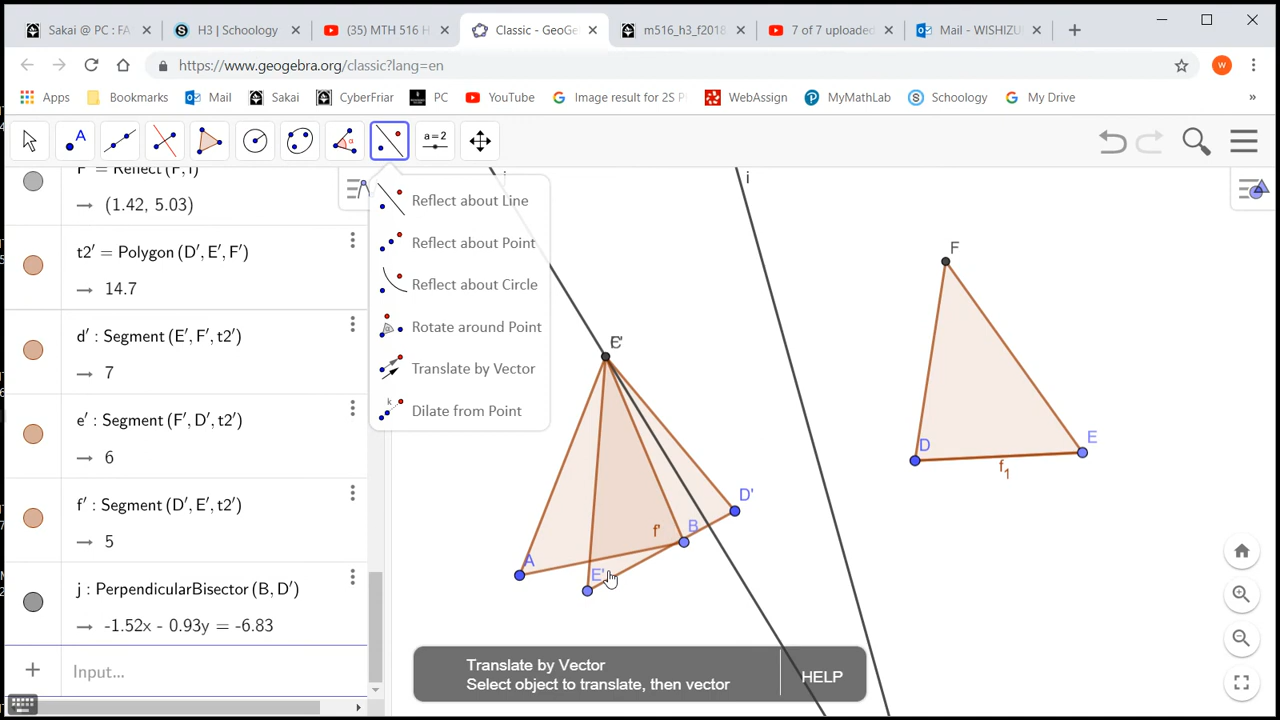 Sakai @ PC : FA
H3 | Schoology
(35) MTH 516 H
Classic - GeoGe
m516_h3_f2018
7 of 7 uploaded
Mail - WISHIZU
https://www.geogebra.org/classic?lang=en
W
Apps
Bookmarks
Mail
Sakai
CyberFriar
PC
YouTube
Image result for 2S P
WebAssign
MyMathLab
Schoology
My Drive
»
A
α
a=2
F' = Reflect(F, i)
→ (1.42, 5.03)
t2′ = Polygon (D′, E′, F′)
→ 14.7
d′ : Segment (E′, F′, t2′)
→ 7
e′ : Segment (F′, D′, t2′)
→ 6
f′ : Segment (D′, E′, t2′)
→ 5
j : PerpendicularBisector (B, D′)
→ -1.52x - 0.93y = -6.83
Input...
Reflect about Line
Reflect about Point
Reflect about Circle
Rotate around Point
Translate by Vector
Dilate from Point
i
F
D
E
f1
D'
B
f'
A
E'
Translate by Vector
Select object to translate, then vector
HELP